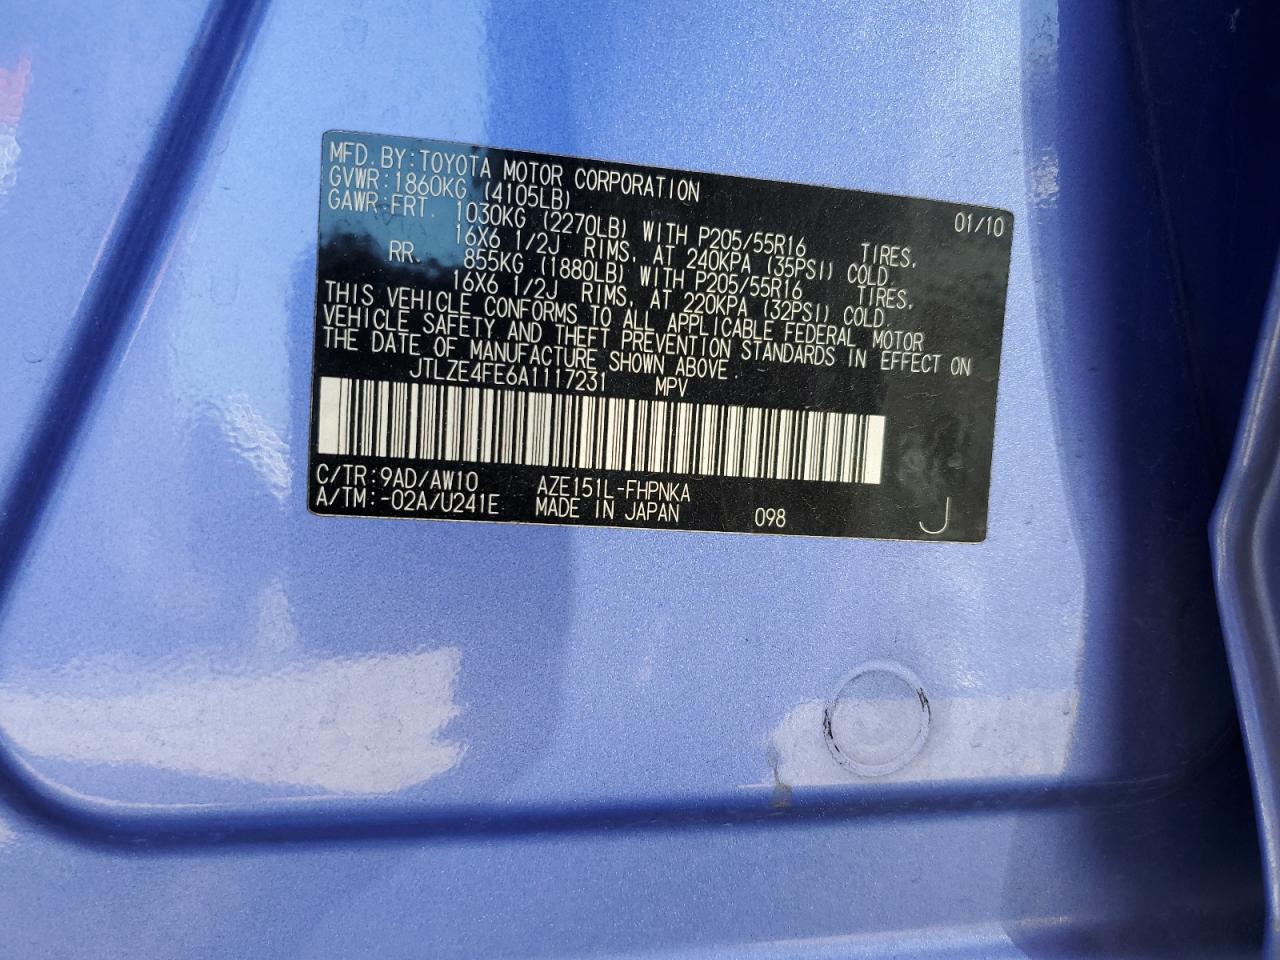 MFD. BY: TOYOTA MOTOR CORPORATION 01/10
GVWR: 1860KG (4105LB)
GAWR: FRT. 1030KG (2270LB) WITH P205/55R16 TIRES,
16X6 1/2J RIMS, AT 240KPA (35PSI) COLD.
RR. 855KG (1880LB) WITH P205/55R16 TIRES,
16X6 1/2J RIMS, AT 220KPA (32PSI) COLD.
THIS VEHICLE CONFORMS TO ALL APPLICABLE FEDERAL MOTOR
VEHICLE SAFETY AND THEFT PREVENTION STANDARDS IN EFFECT ON
THE DATE OF MANUFACTURE SHOWN ABOVE.
JTLZE4FE6A1117231 MPV
C/TR: 9AD/AW10 AZE151L-FHPNKA
A/TM: -02A/U241E MADE IN JAPAN 098 J